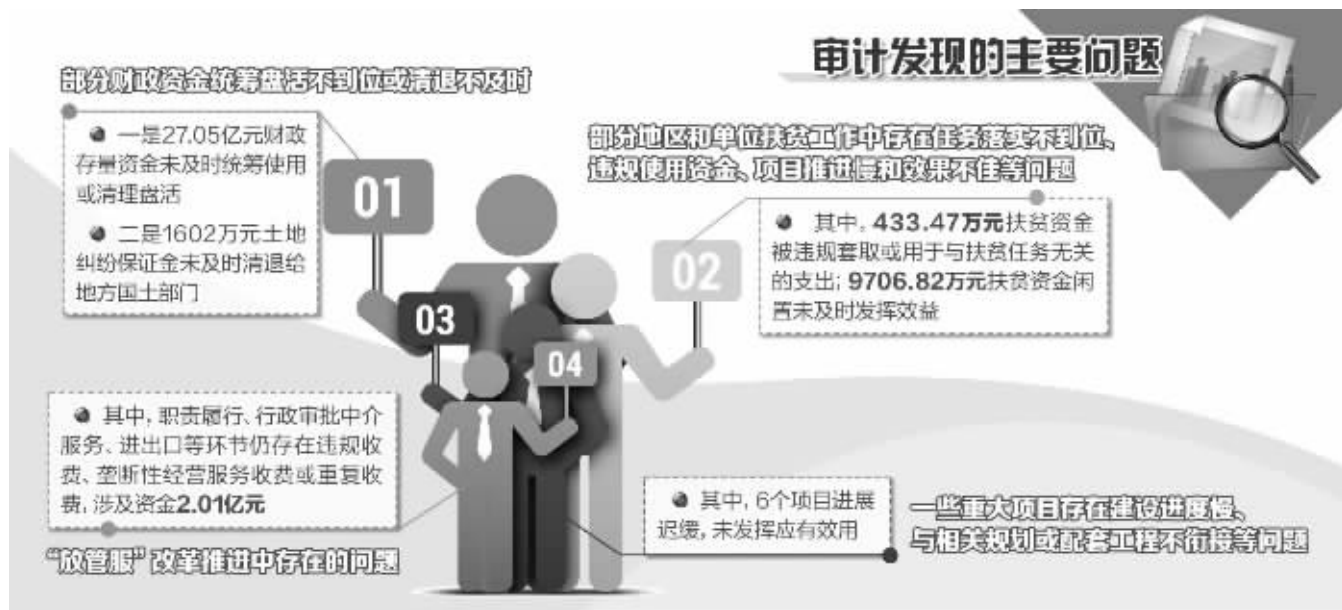 审计发现的主要问题
部分财政资金统筹盘活不到位或清退不及时
一是27.05亿元财政
存量资金未及时统筹使用
或清理盘活
二是1602万元土地
纠纷保证金未及时清退给
地方国土部门
01
部分地区和单位扶贫工作中存在任务落实不到位、
违规使用资金、项目推进慢和效果不佳等问题
其中,433.47万元扶贫资金
被违规套取或用于与扶贫任务无关
的支出;9706.82万元扶贫资金闲
置未及时发挥效益
02
03
其中,职责履行、行政审批中介
服务、进出口等环节仍存在违规收
费、垄断性经营服务收费或重复收
费,涉及资金2.01亿元
“放管服”改革推进中存在的问题
04
其中,6个项目进展
迟缓,未发挥应有效用
一些重大项目存在建设进度慢、
与相关规划或配套工程不衔接等问题